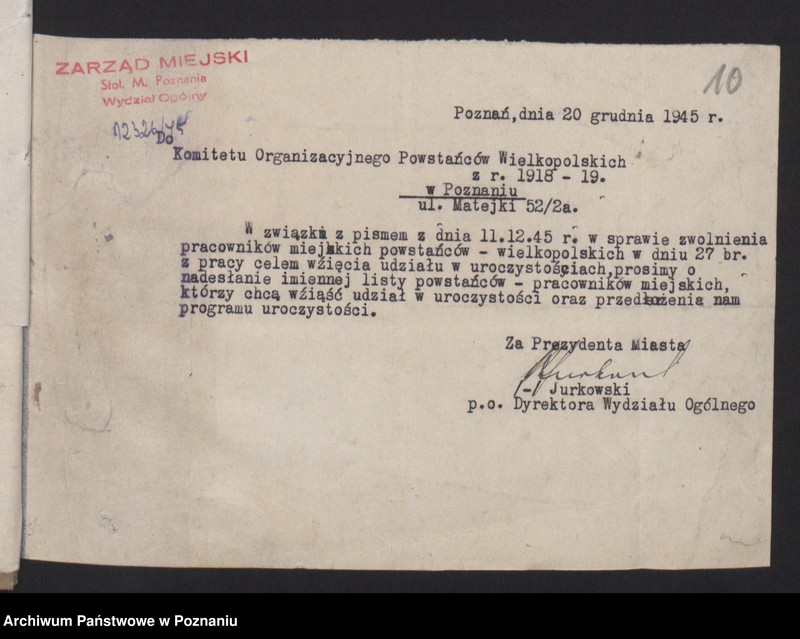 ZARZĄD MIEJSKI
Stoł. M. Poznania
Wydział Ogólny
10
Poznań, dnia 20 grudnia 1945 r.
Do
Komitetu Organizacyjnego Powstańców Wielkopolskich
z r. 1918 - 19.
w Poznaniu
ul. Matejki 52/2a.
W związku z pismem z dnia 11.12.45 r. w sprawie zwolnienia
pracowników miejskich powstańców - wielkopolskich w dniu 27 br.
z pracy celem wźięcia udziału w uroczystościach,prosimy o
nadesłanie imiennej listy powstańców - pracowników miejskich,
którzy chcą wźiąść udział w uroczystości oraz przedłożenia nam
programu uroczystości.
Za Prezydenta Miasta
/-/ Jurkowski
p.o. Dyrektora Wydziału Ogólnego
Archiwum Państwowe w Poznaniu